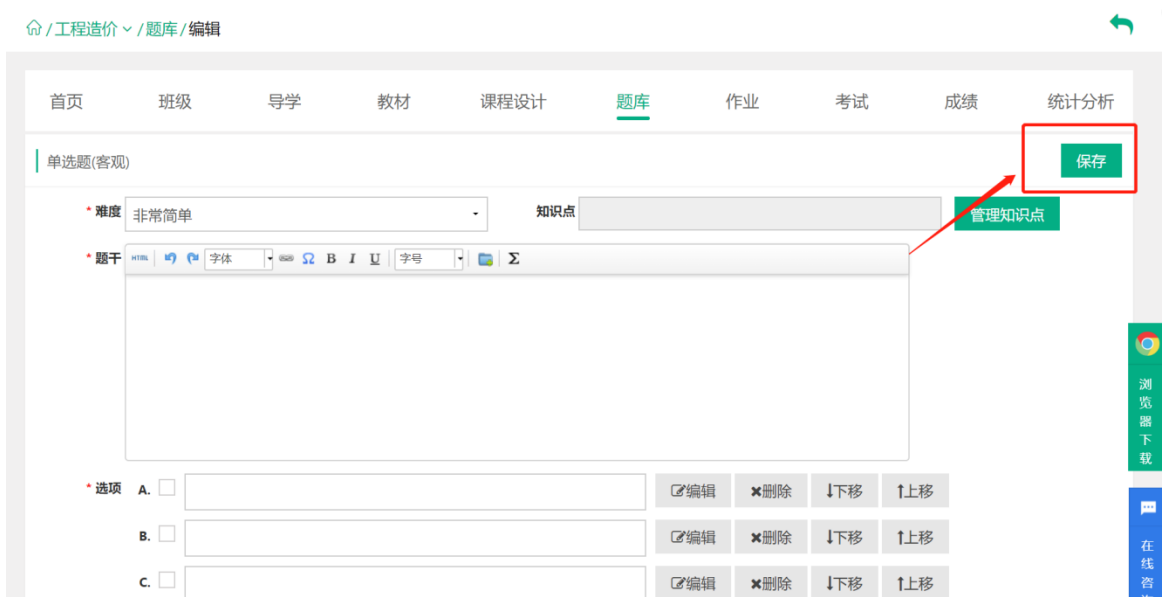 /工程造价 /题库/编辑
首页 班级 导学 教材 课程设计 题库 作业 考试 成绩 统计分析
单选题(客观)
保存
* 难度 非常简单 知识点 管理知识点
* 题干 HTML 字体 Ω B I U 字号 Σ
* 选项 A. 编辑 删除 下移 上移
B. 编辑 删除 下移 上移
C. 编辑 删除 下移 上移
浏览器下载
在线咨